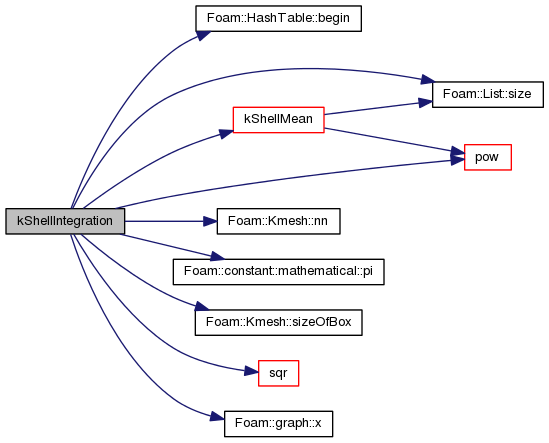 Foam::HashTable::begin
Foam::List::size
kShellMean
pow
kShellIntegration
Foam::Kmesh::nn
Foam::constant::mathematical::pi
Foam::Kmesh::sizeOfBox
sqr
Foam::graph::x